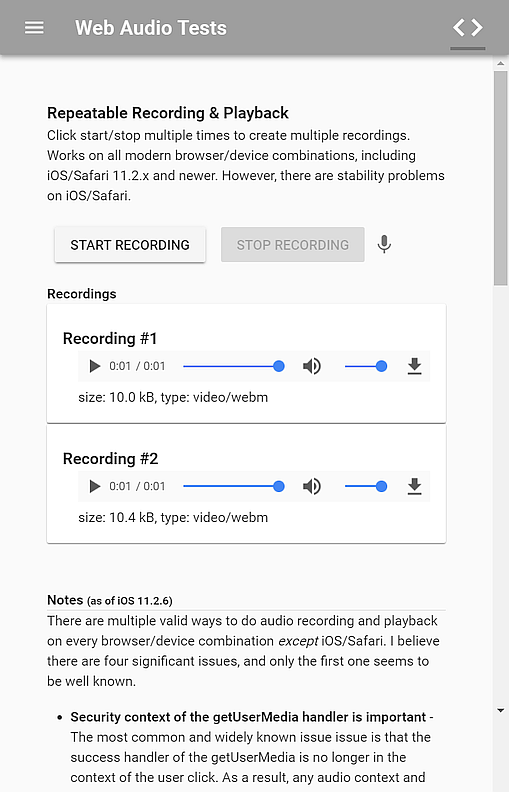 Web Audio Tests
Repeatable Recording & Playback
Click start/stop multiple times to create multiple recordings.
Works on all modern browser/device combinations, including
iOS/Safari 11.2.x and newer. However, there are stability problems
on iOS/Safari.
START RECORDING STOP RECORDING
Recordings
Recording #1
0:01 / 0:01
size: 10.0 kB, type: video/webm
Recording #2
0:01 / 0:01
size: 10.4 kB, type: video/webm
Notes (as of iOS 11.2.6)
There are multiple valid ways to do audio recording and playback
on every browser/device combination except iOS/Safari. I believe
there are four significant issues, and only the first one seems to
be well known.
• Security context of the getUserMedia handler is important -
The most common and widely known issue issue is that the
success handler of the getUserMedia is no longer in the
context of the user click. As a result, any audio context and